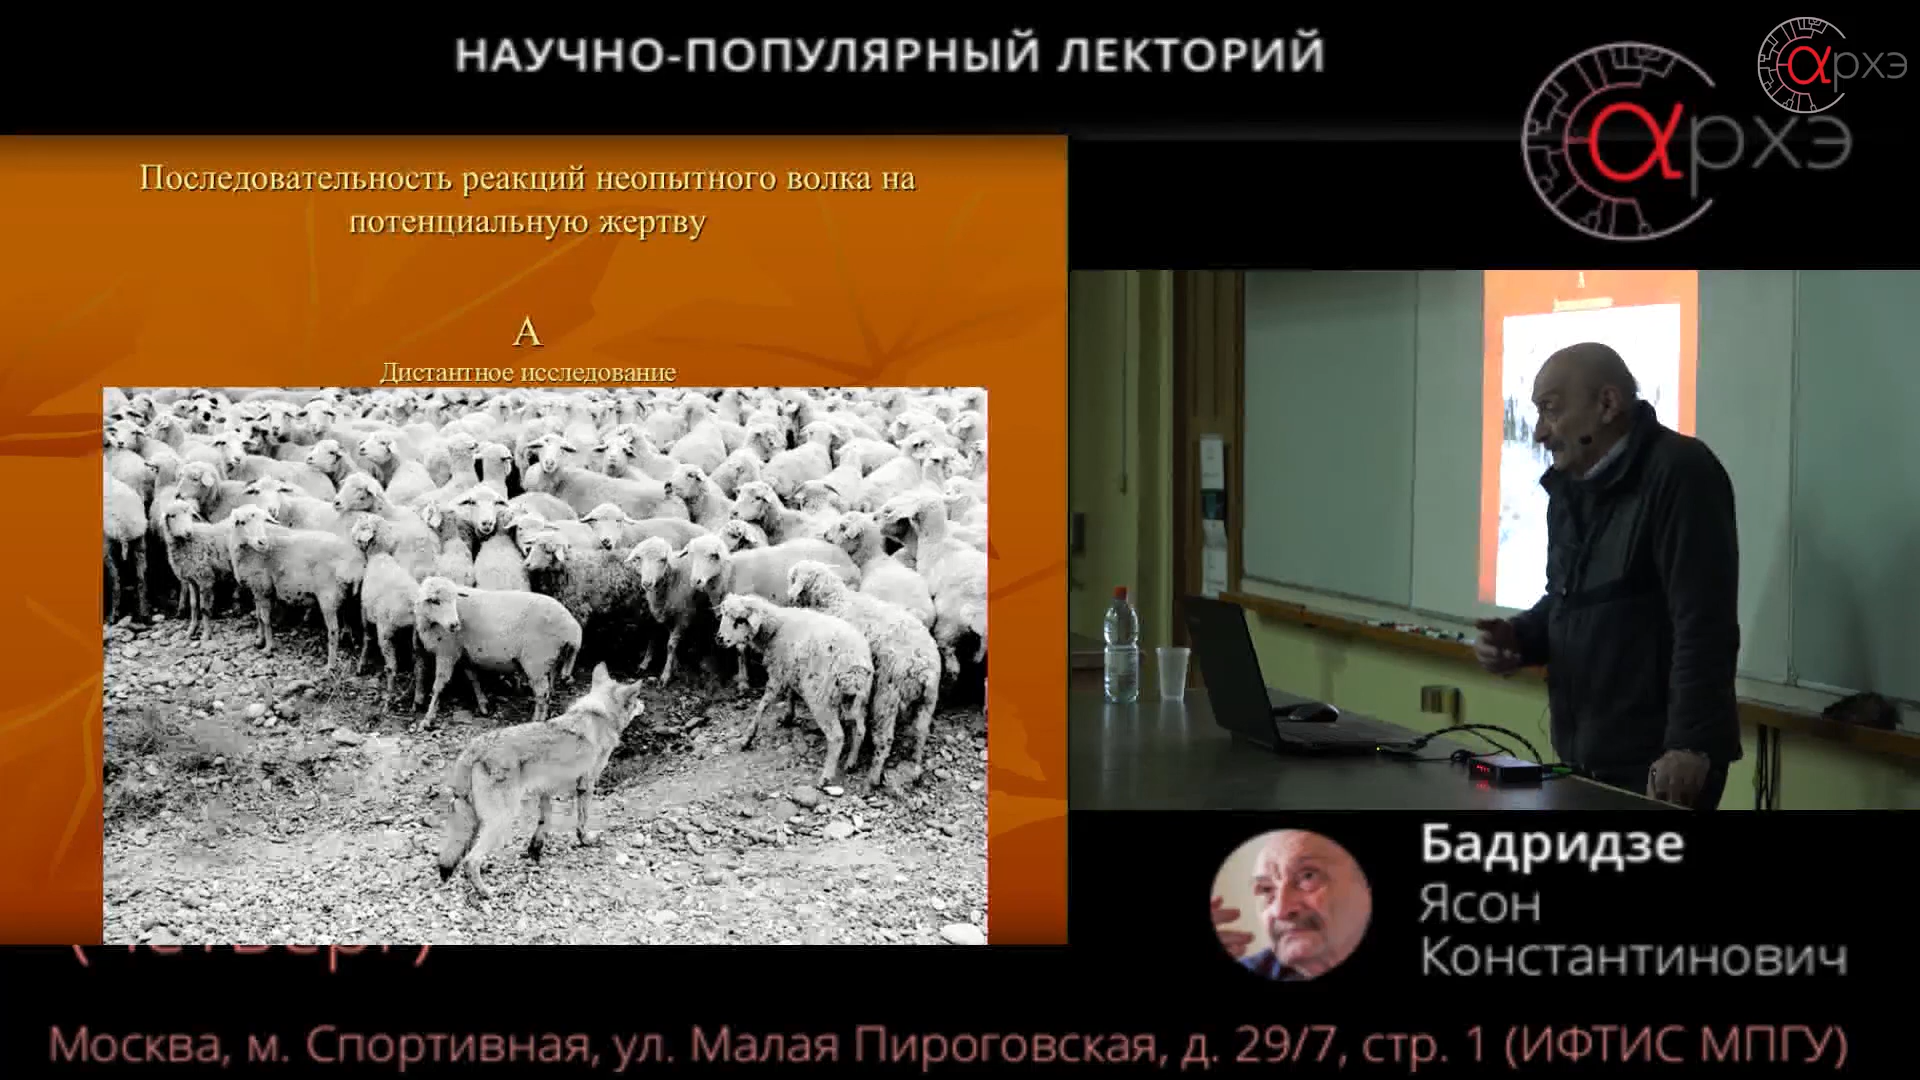 НАУЧНО-ПОПУЛЯРНЫЙ ЛЕКТОРИЙ
αрхэ
αрхэ
Последовательность реакций неопытного волка на
потенциальную жертву
А
Дистантное исследование
Бадридзе
Ясон
Константинович
Москва, м. Спортивная, ул. Малая Пироговская, д. 29/7, стр. 1 (ИФТИС МПГУ)